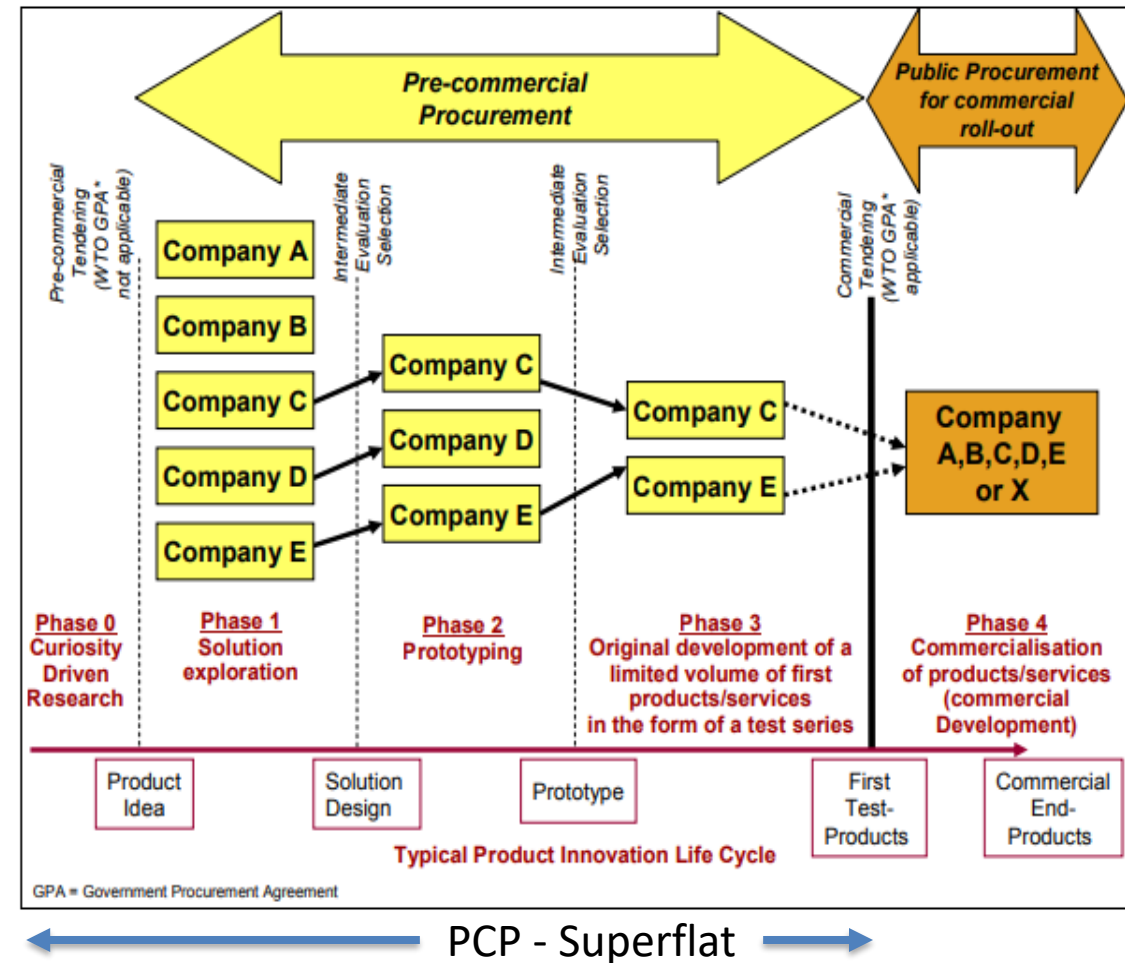 Pre-commercial
Procurement
Public Procurement
for commercial
roll-out
Pre-commercial
Tendering
(WTO GPA*
not applicable)
Intermediate
Evaluation
Selection
Intermediate
Evaluation
Selection
Commercial
Tendering
(WTO GPA*
applicable)
Company A
Company B
Company C
Company D
Company E
Company C
Company D
Company E
Company C
Company E
Company
A,B,C,D,E
or X
Phase 0
Curiosity
Driven
Research
Phase 1
Solution
exploration
Phase 2
Prototyping
Phase 3
Original development of a
limited volume of first
products/services
in the form of a test series
Phase 4
Commercialisation
of products/services
(commercial
Development)
Product
Idea
Solution
Design
Prototype
First
Test-
Products
Commercial
End-
Products
Typical Product Innovation Life Cycle
GPA = Government Procurement Agreement
PCP - Superflat